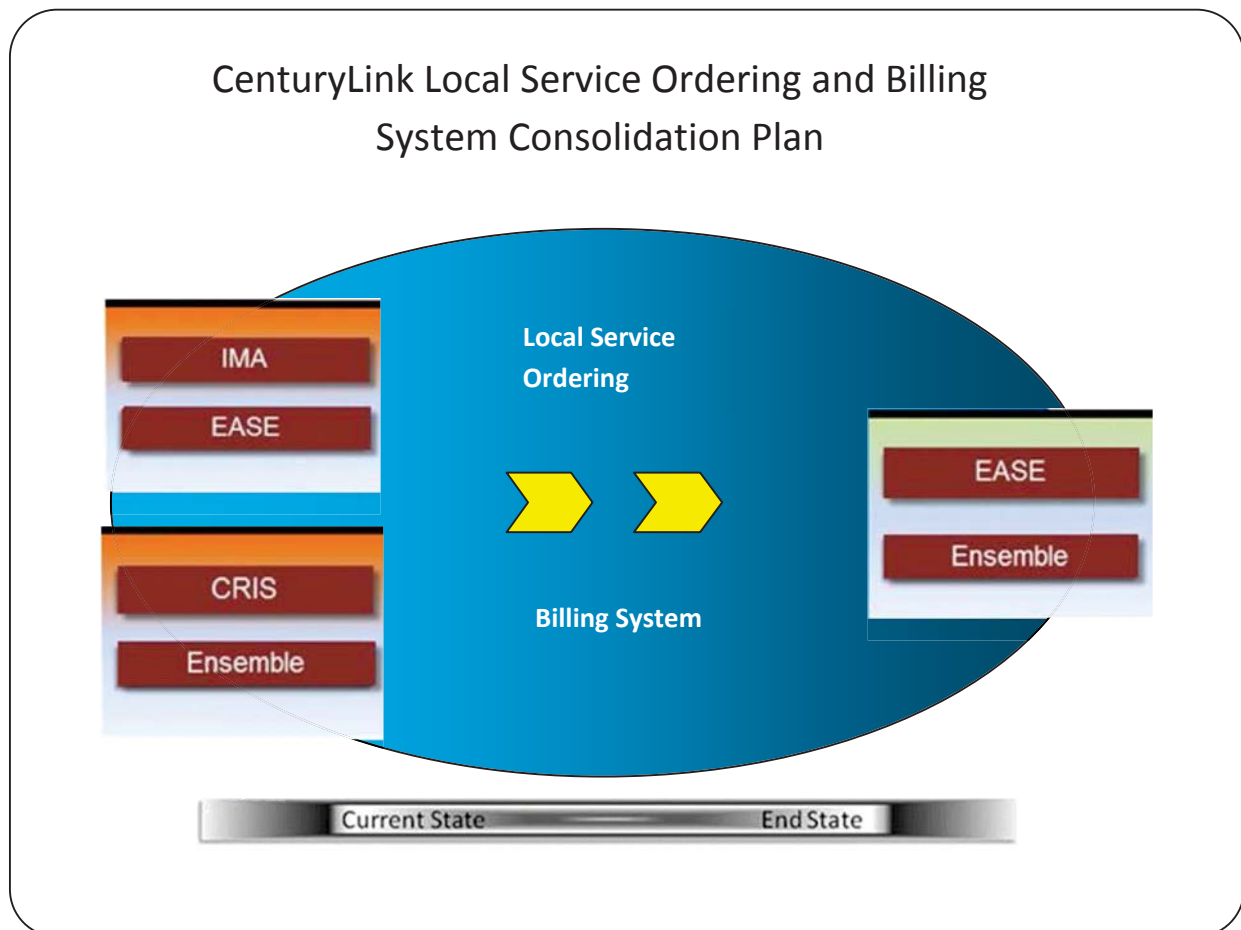 CenturyLink Local Service Ordering and Billing
System Consolidation Plan
IMA
EASE
Local Service
Ordering
EASE
Ensemble
CRIS
Ensemble
Billing System
Current State
End State